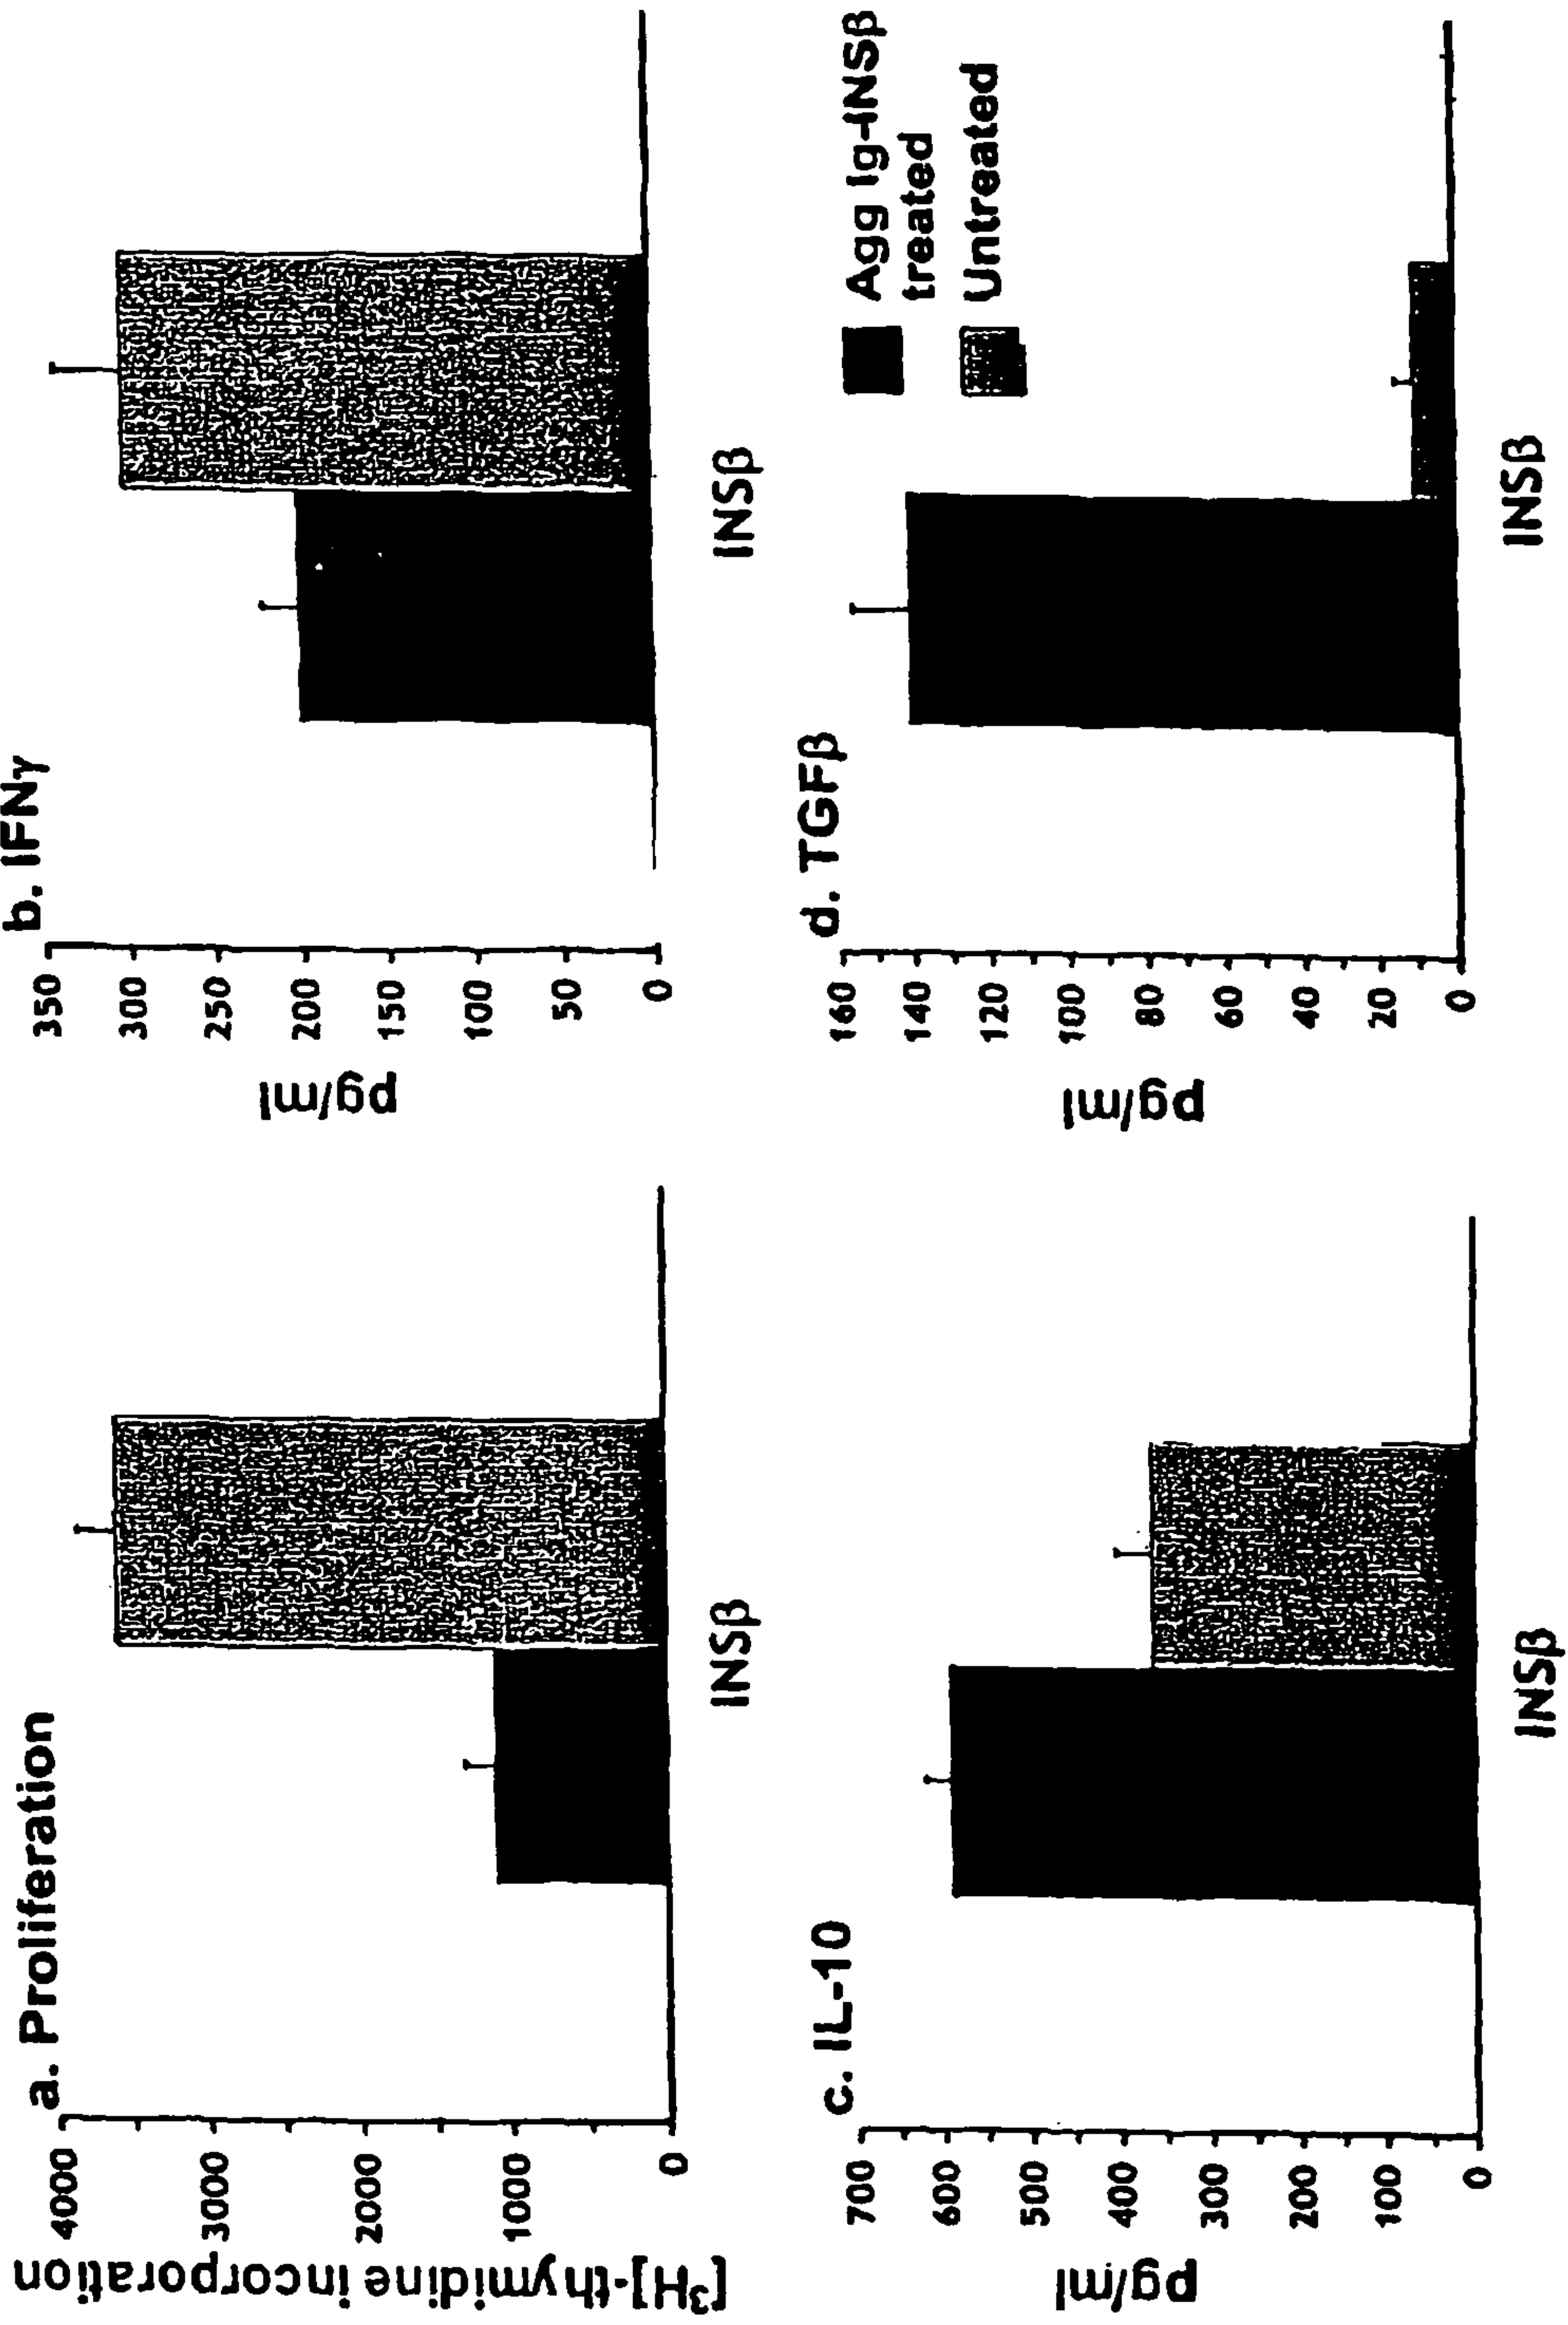 a. Proliferation
[³H]-thymidine incorporation
4000
3000
2000
1000
0
INSβ
b. IFNγ
pg/ml
350
300
250
200
150
100
50
0
INSβ
c. IL-10
pg/ml
700
600
500
400
300
200
100
0
INSβ
d. TGFβ
pg/ml
160
140
120
100
80
60
40
20
0
INSβ
Agg Ig-INSβ
treated
Untreated